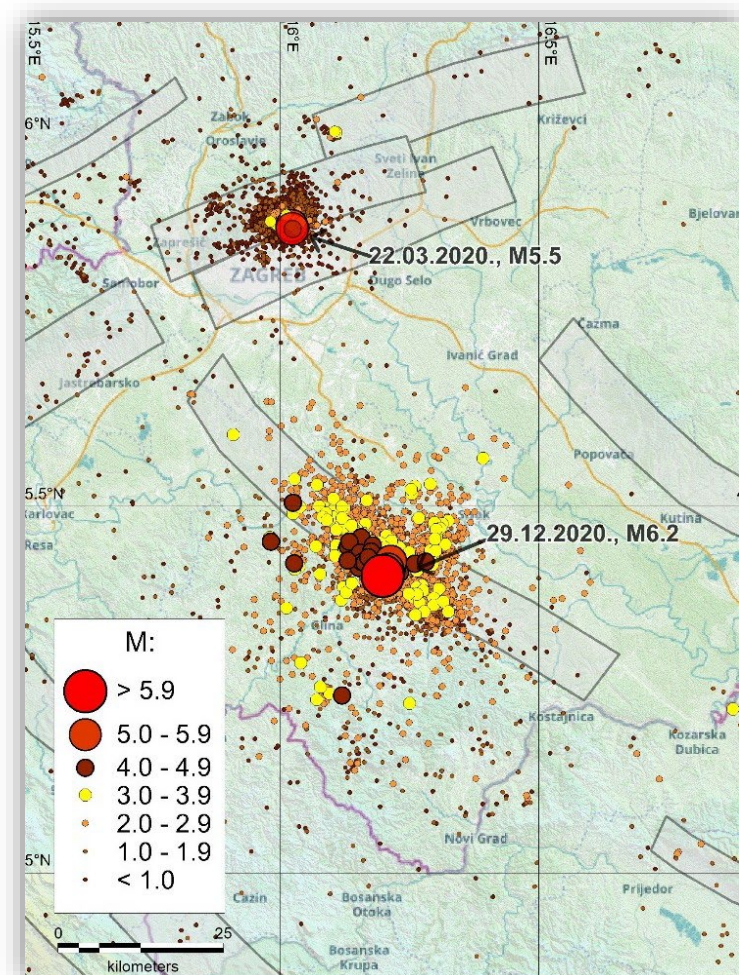 15.5°E
16°E
16.5°E
Zabok
6°N
Oroslavje
Križevci
Sveti Ivan
Zelina
Vrbovec
Bjelovar
Zaprešić
22.03.2020., M5.5
ZAGREB
Dugo Selo
Samobor
Čazma
Ivanić Grad
Jastrebarsko
Popovača
5.5°N
Karlovac
Kutina
29.12.2020., M6.2
Glina
M:
> 5.9
5.0 - 5.9
4.0 - 4.9
3.0 - 3.9
2.0 - 2.9
1.0 - 1.9
< 1.0
Kostajnica
Kozarska
Dubica
Novi Grad
5°N
Cazin
Bosanska
Otoka
Prijedor
Bosanska
Krupa
0
25
kilometers